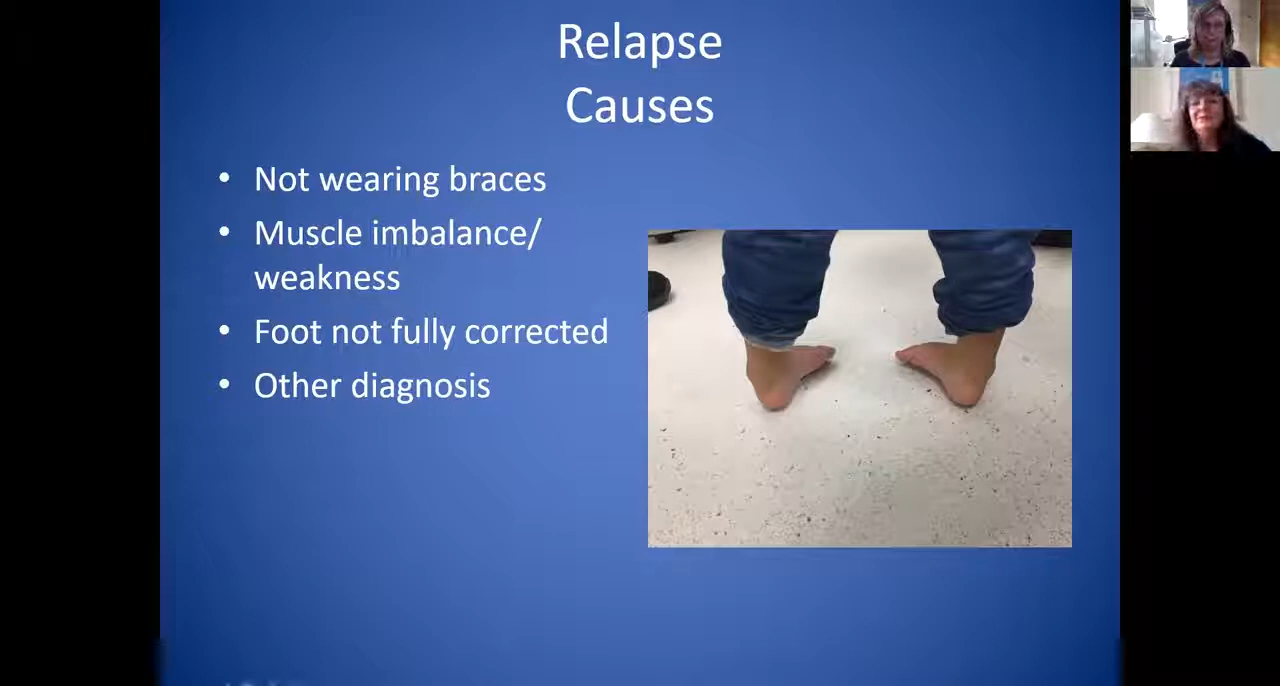 Relapse
Causes
• Not wearing braces
• Muscle imbalance/
weakness
• Foot not fully corrected
• Other diagnosis